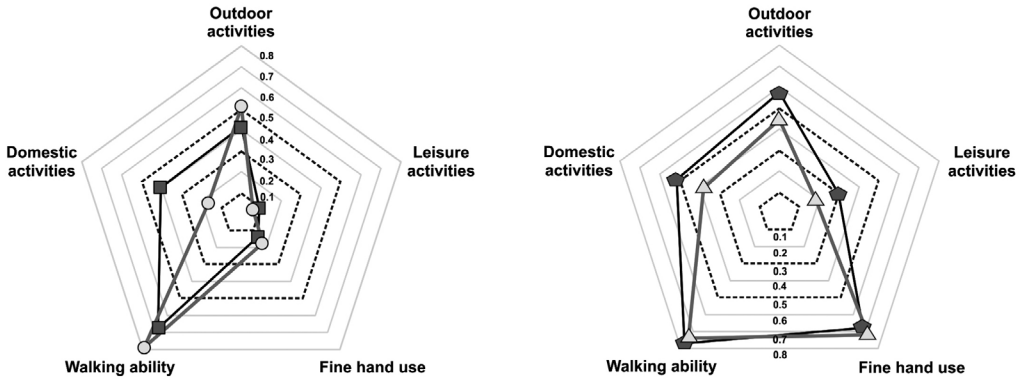 Outdoor
activities
0.8
0.7
0.6
0.5
0.4
0.3
0.2
0.1
Domestic
activities
Leisure
activities
Walking ability
Fine hand use
Outdoor
activities
Domestic
activities
Leisure
activities
0.1
0.2
0.3
0.4
0.5
0.6
0.7
0.8
Walking ability
Fine hand use